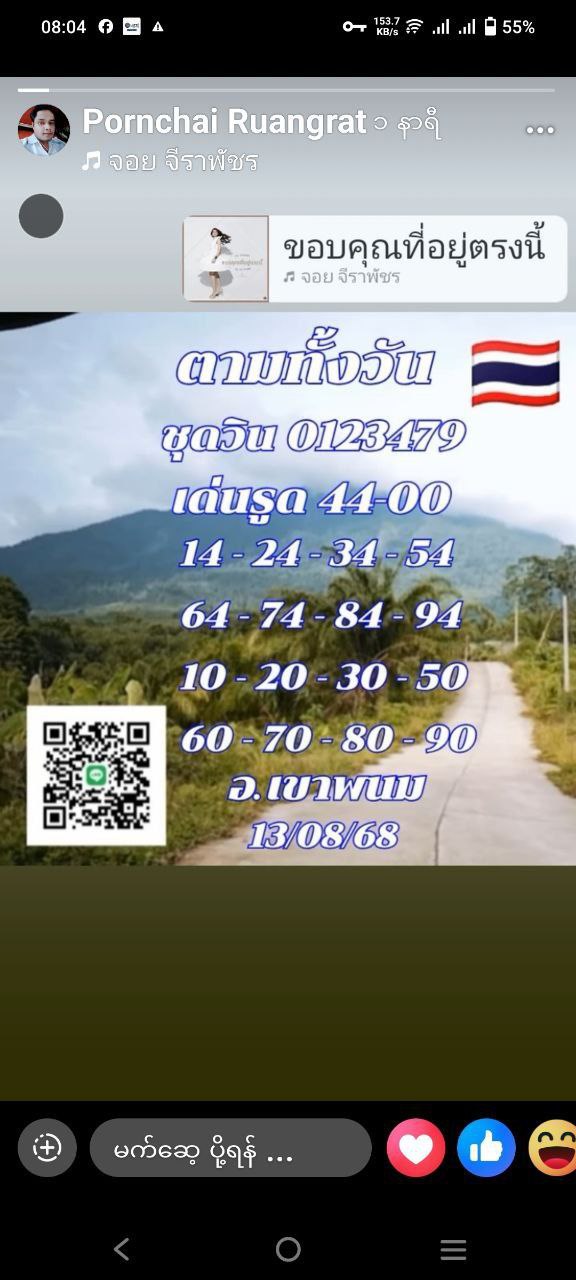 08:04
153.7 KB/s
55%
Pornchai Ruangrat ၁ နာရီ
จอย จีราพัชร
ขอบคุณที่อยู่ตรงนี้
จอย จีราพัชร
ตามทั้งวัน
ชุดวิน 0123479
เด่นรูด 44-00
14 - 24 - 34 - 54
64 - 74 - 84 - 94
10 - 20 - 30 - 50
60 - 70 - 80 - 90
อ.เขาพนม
13/08/68
မက်ဆေ့ ပို့ရန် ...